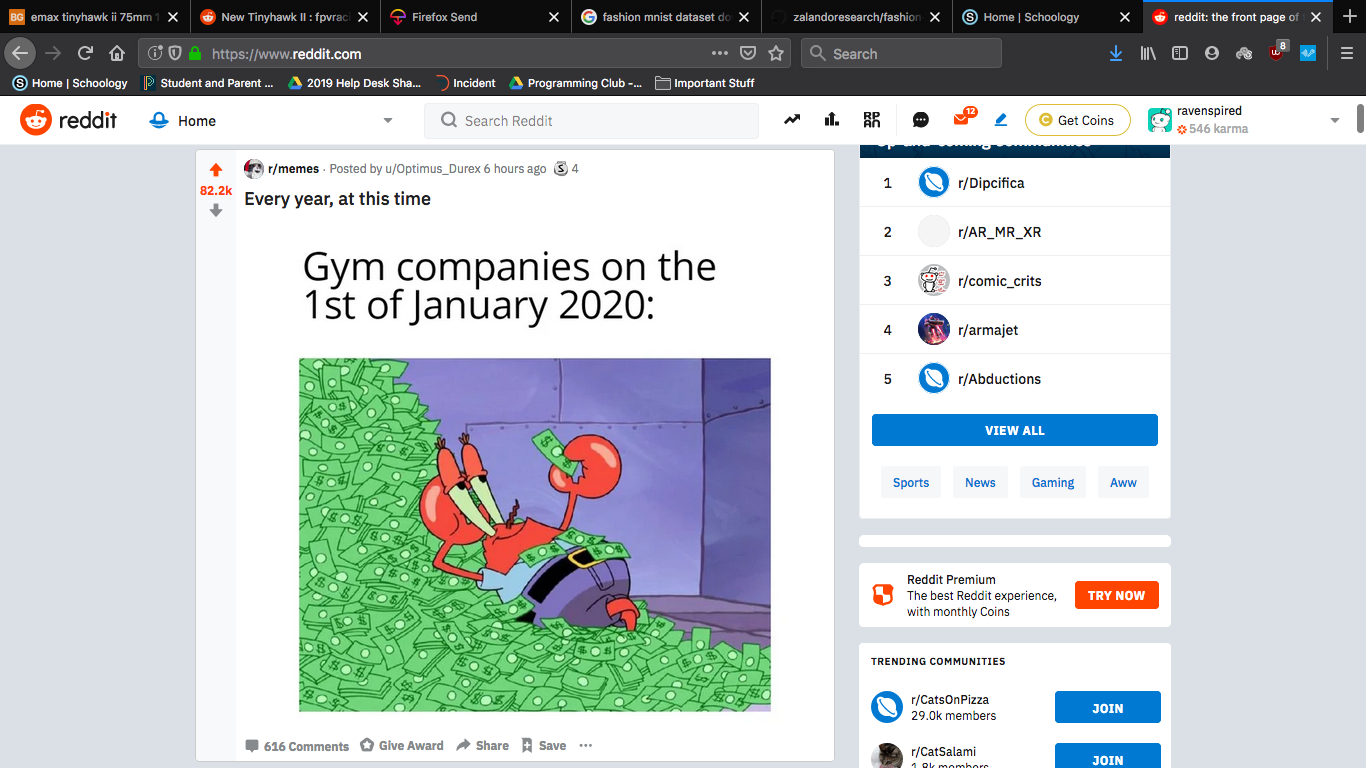 emax tinyhawk ii 75mm 1
New Tinyhawk II : fpvraci
Firefox Send
fashion mnist dataset do
zalandoresearch/fashion
Home | Schoology
reddit: the front page of
https://www.reddit.com
Search
8
Home | Schoology
Student and Parent ...
2019 Help Desk Sha...
Incident
Programming Club -...
Important Stuff
reddit
Home
Search Reddit
12
Get Coins
ravenspired
546 karma
82.2k
r/memes · Posted by u/Optimus_Durex 6 hours ago 4
Every year, at this time
Gym companies on the
1st of January 2020:
616 Comments
Give Award
Share
Save
1 r/Dipcifica
2 r/AR_MR_XR
3 r/comic_crits
4 r/armajet
5 r/Abductions
VIEW ALL
Sports
News
Gaming
Aww
Reddit Premium
The best Reddit experience,
with monthly Coins
TRY NOW
TRENDING COMMUNITIES
r/CatsOnPizza
29.0k members
JOIN
r/CatSalami
1.8k members
JOIN